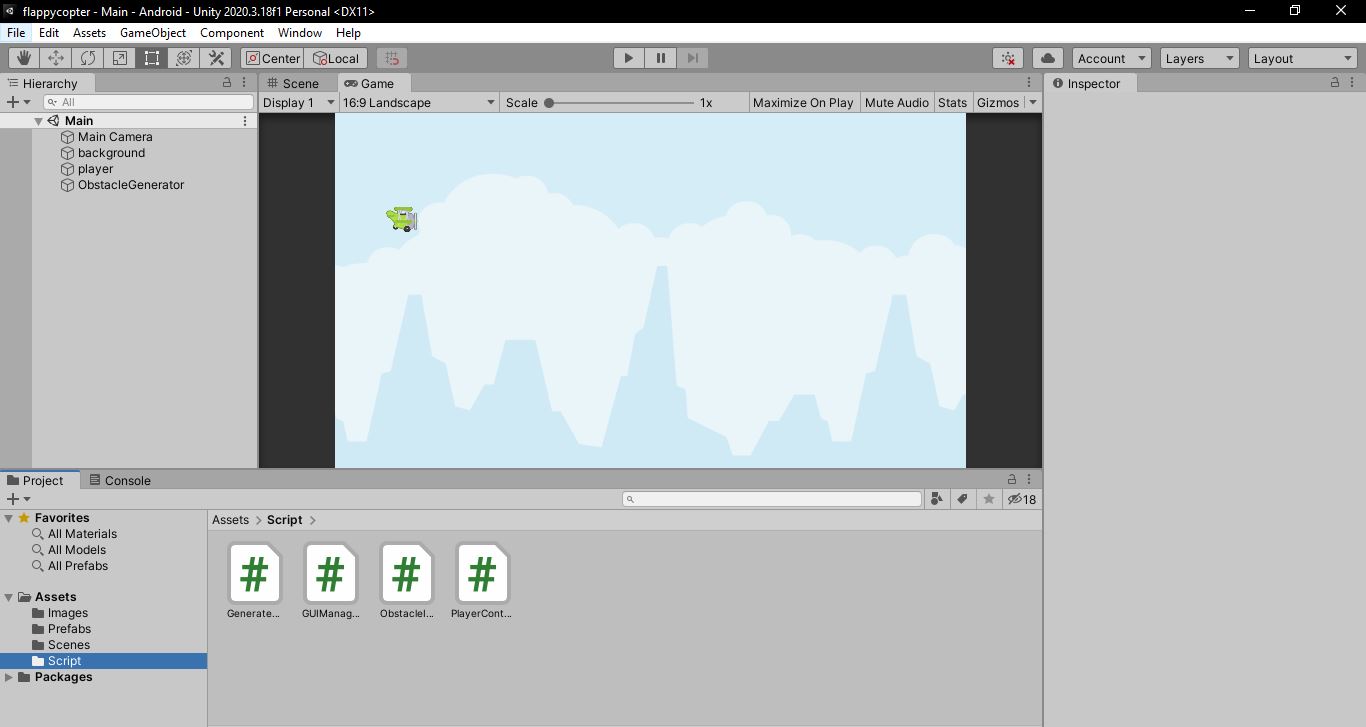 flappycopter - Main - Android - Unity 2020.3.18f1 Personal <DX11>
File Edit Assets GameObject Component Window Help
Center Local Account Layers Layout
Hierarchy
All
Main
Main Camera
background
player
ObstacleGenerator
Scene Game
Display 1 16:9 Landscape Scale 1x Maximize On Play Mute Audio Stats Gizmos
Inspector
Project Console
18
Favorites
All Materials
All Models
All Prefabs
Assets
Images
Prefabs
Scenes
Script
Packages
Assets > Script >
Generate... GUIManag... ObstacleI... PlayerCont...